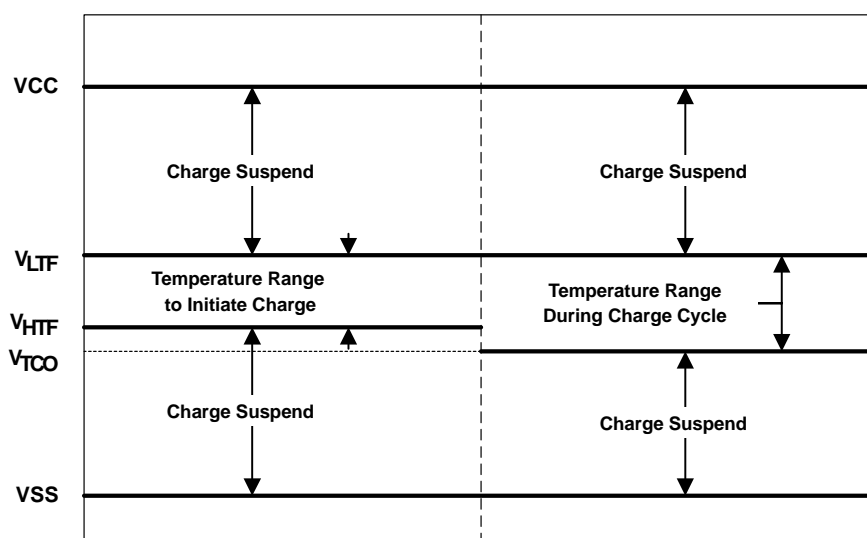 VCC
Charge Suspend
Charge Suspend
VLTF
Temperature Range
to Initiate Charge
Temperature Range
During Charge Cycle
VHTF
VTCO
Charge Suspend
Charge Suspend
VSS